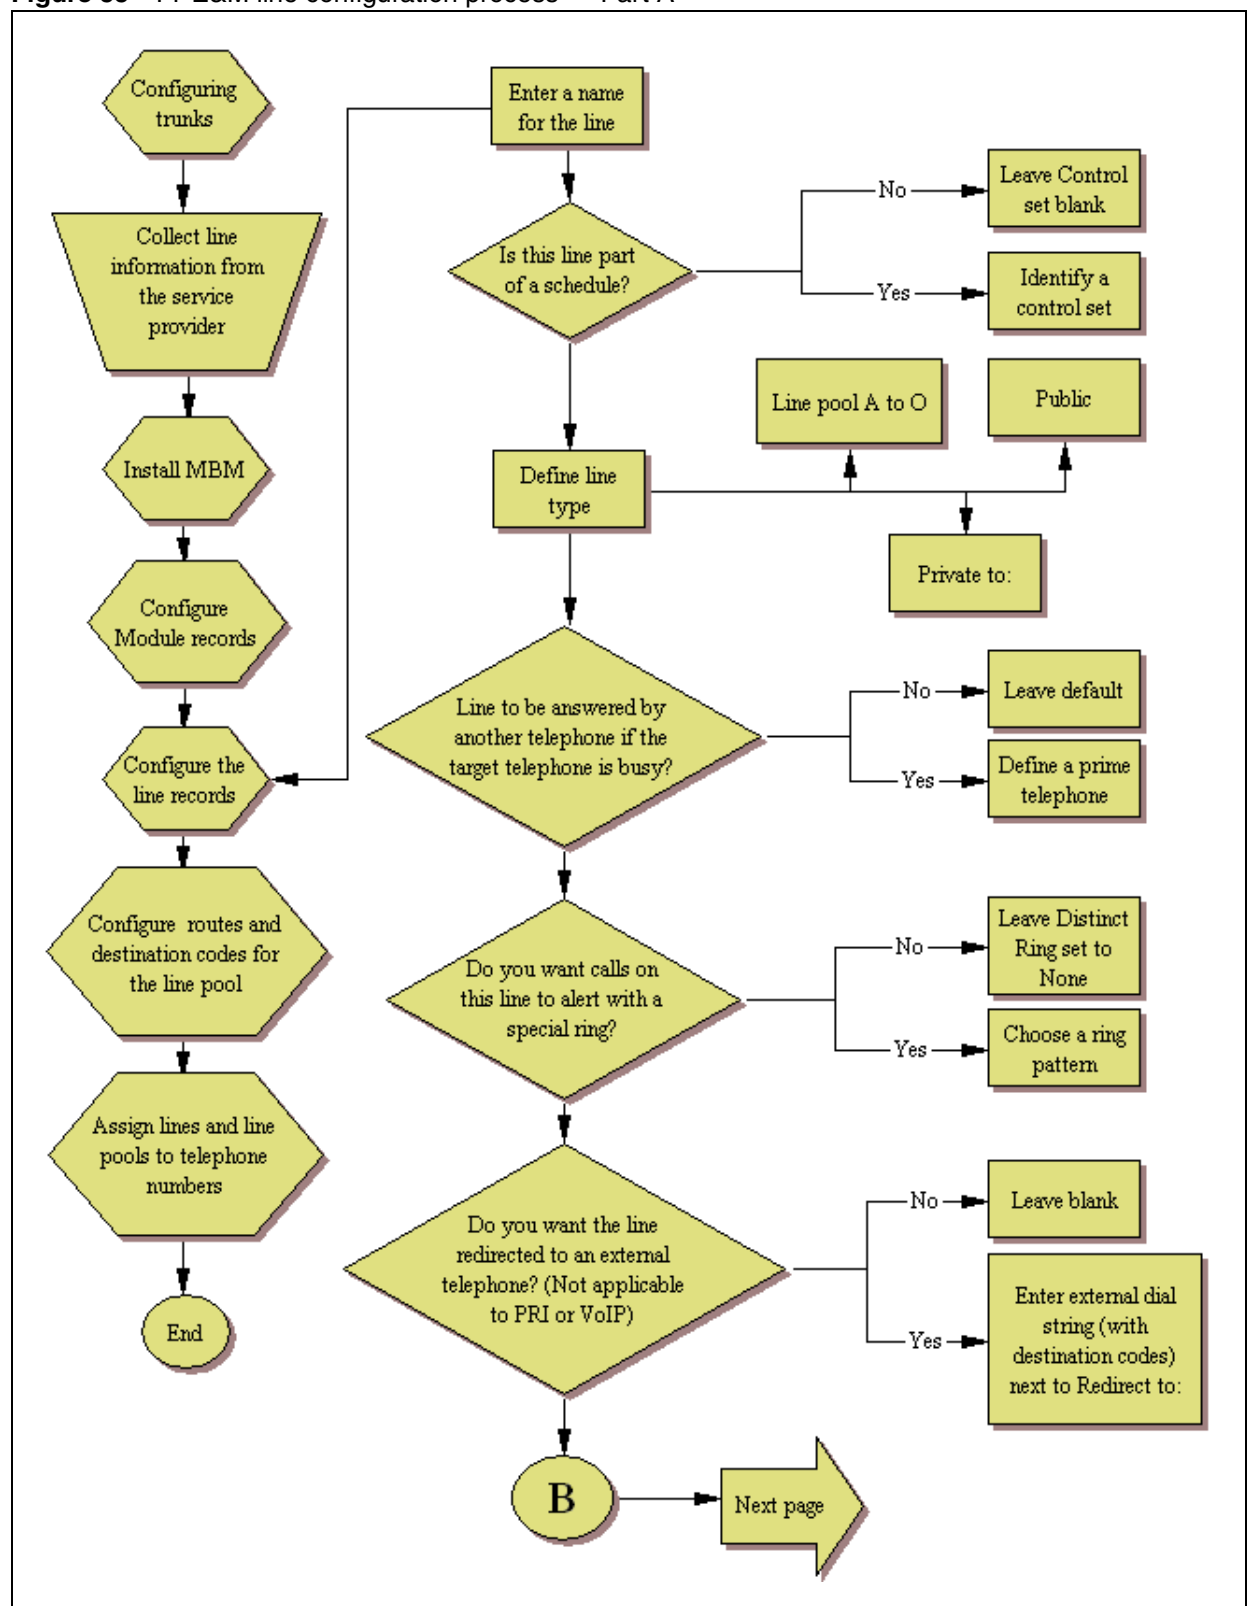 Configuring
trunks
Collect line
information from
the service
provider
Install MBM
Configure
Module records
Configure the
line records
Configure routes and
destination codes for
the line pool
Assign lines and line
pools to telephone
numbers
End
Enter a name
for the line
Is this line part
of a schedule?
No
Leave Control
set blank
Yes
Identify a
control set
Define line
type
Line pool A to O
Public
Private to:
Line to be answered by
another telephone if the
target telephone is busy?
No
Leave default
Yes
Define a prime
telephone
Do you want calls on
this line to alert with a
special ring?
No
Leave Distinct
Ring set to
None
Yes
Choose a ring
pattern
Do you want the line
redirected to an external
telephone? (Not applicable
to PRI or VoIP)
No
Leave blank
Yes
Enter external dial
string (with
destination codes)
next to Redirect to:
B
Next page